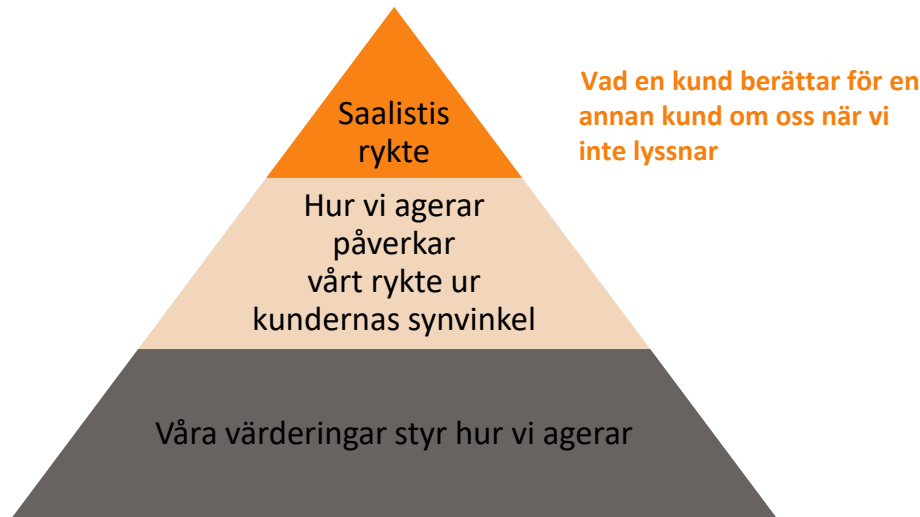 Saalistis
rykte
Vad en kund berättar för en
annan kund om oss när vi
inte lyssnar
Hur vi agerar
påverkar
vårt rykte ur
kundernas synvinkel
Våra värderingar styr hur vi agerar